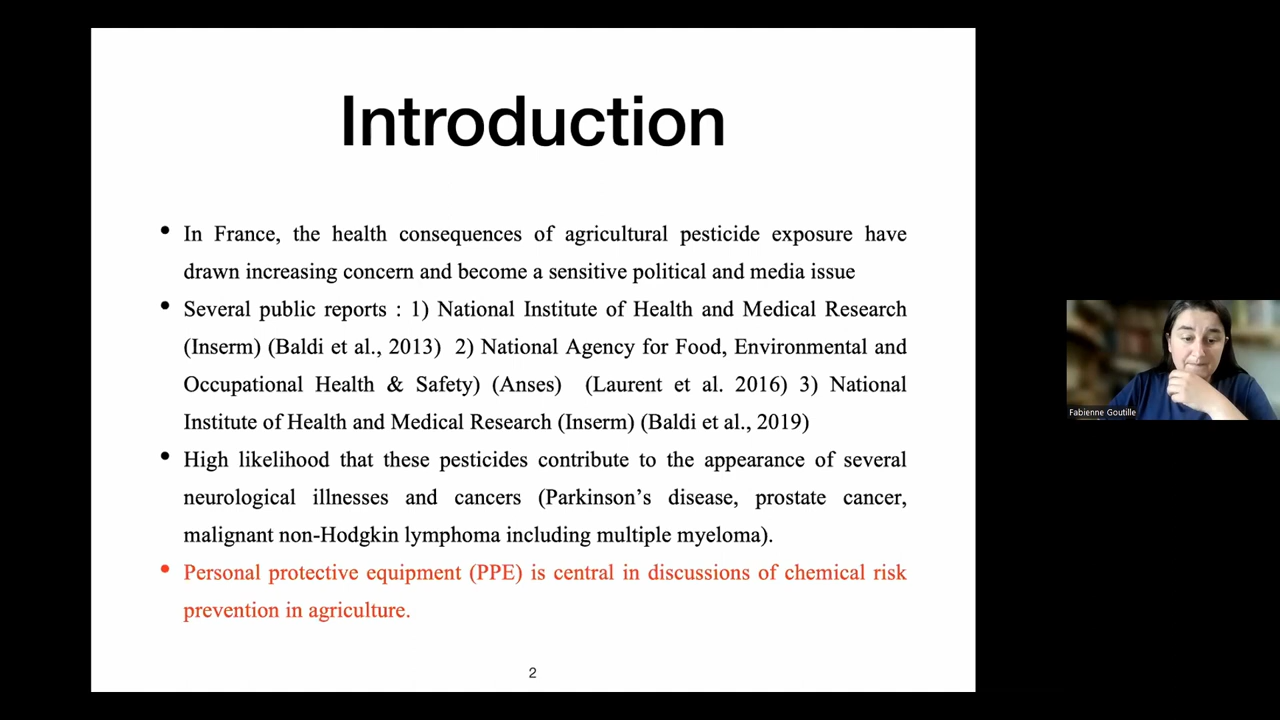 Introduction
• In France, the health consequences of agricultural pesticide exposure have
drawn increasing concern and become a sensitive political and media issue
• Several public reports : 1) National Institute of Health and Medical Research
(Inserm) (Baldi et al., 2013) 2) National Agency for Food, Environmental and
Occupational Health & Safety) (Anses) (Laurent et al. 2016) 3) National
Institute of Health and Medical Research (Inserm) (Baldi et al., 2019)
• High likelihood that these pesticides contribute to the appearance of several
neurological illnesses and cancers (Parkinson’s disease, prostate cancer,
malignant non-Hodgkin lymphoma including multiple myeloma).
• Personal protective equipment (PPE) is central in discussions of chemical risk
prevention in agriculture.
2
Fabienne Goutille